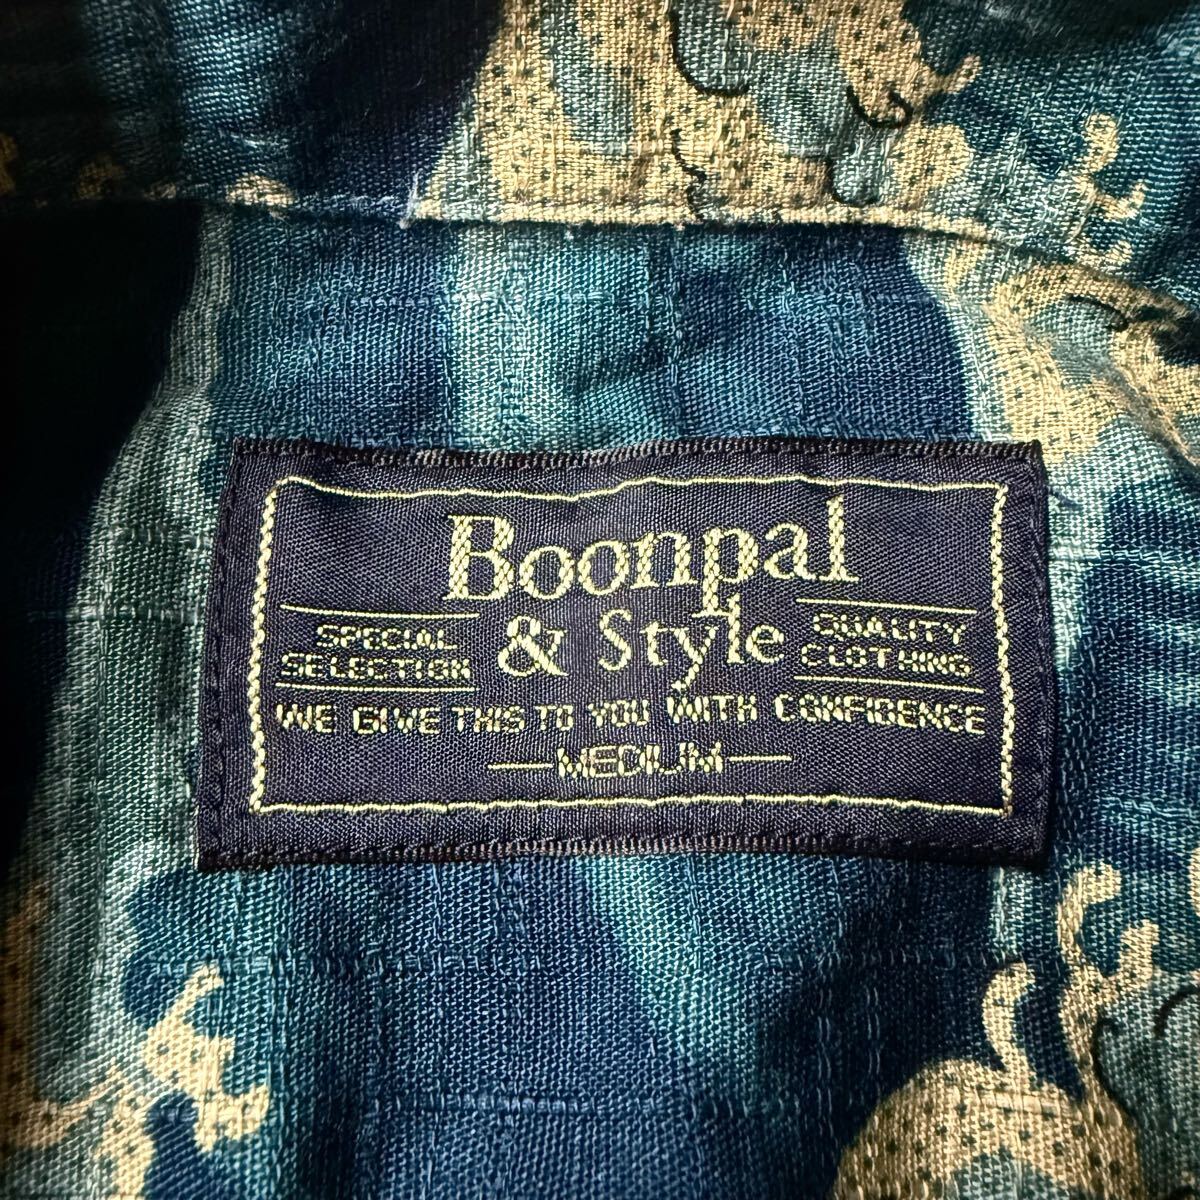 Boonpal
& Style
SPECIAL
SELECTION
QUALITY
CLOTHING
WE GIVE THIS TO YOU WITH CONFIDENCE
MEDIUM